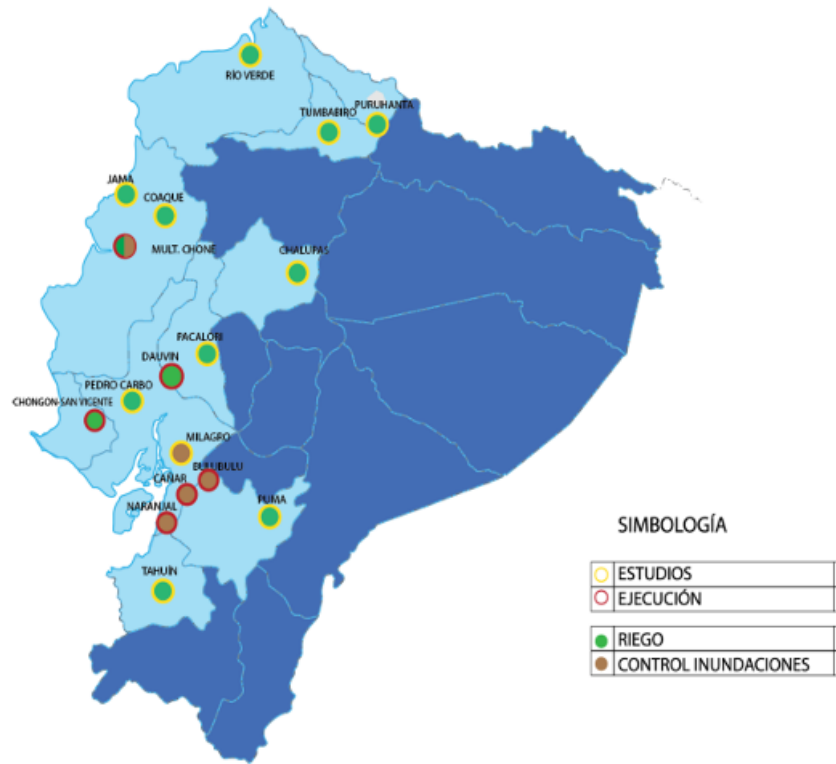 RÍO VERDE
PURUHANTA
TUMBABIRO
JAMA
COAQUE
MULT. CHONE
CHALUPAS
PACALORI
DAUVIN
PEDRO CARBO
CHONGON-SAN VICENTE
MILAGRO
BULUBULU
CAÑAR
PUMA
NARANJAL
TAHUÍN
SIMBOLOGÍA
ESTUDIOS
EJECUCIÓN
RIEGO
CONTROL INUNDACIONES